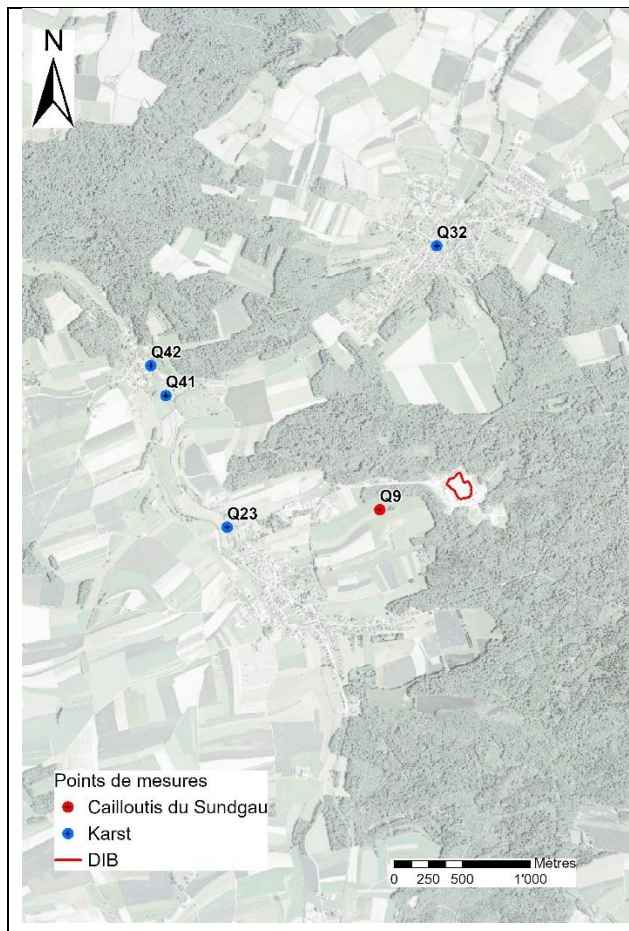 N
Q32
Q42
Q41
Q9
Q23
Points de mesures
Cailloutis du Sundgau
Karst
DIB
Mètres
0 250 500 1'000